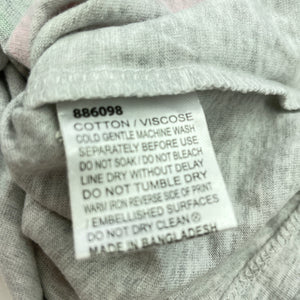 886098
COTTON / VISCOSE
COLD GENTLE MACHINE WASH
SEPARATELY BEFORE USE
DO NOT SOAK / DO NOT BLEACH
LINE DRY WITHOUT DELAY
DO NOT TUMBLE DRY
WARM IRON REVERSE SIDE OF PRINT
/ EMBELLISHED SURFACES
DO NOT DRY CLEAN ®
MADE IN BANGLADESH